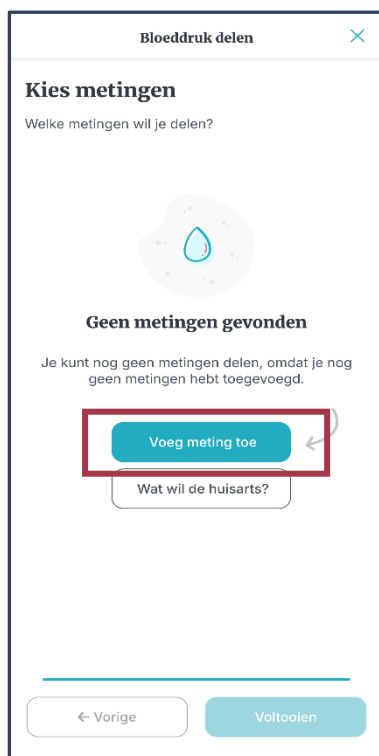 Bloeddruk delen
Kies metingen
Welke metingen wil je delen?
Geen metingen gevonden
Je kunt nog geen metingen delen, omdat je nog
geen metingen hebt toegevoegd.
Voeg meting toe
Wat wil de huisarts?
← Vorige
Voltooien